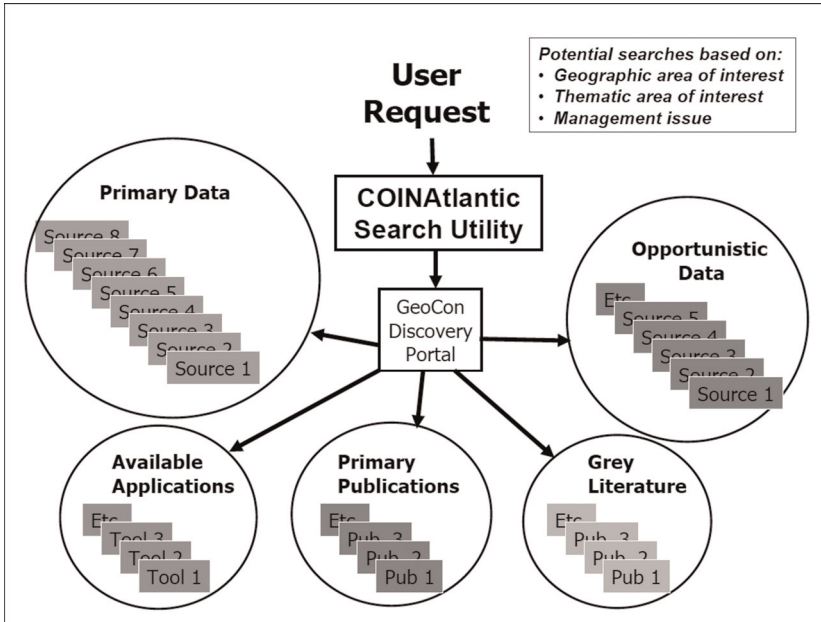 User
Request
Potential searches based on:
• Geographic area of interest
• Thematic area of interest
• Management issue
COINAtlantic
Search Utility
GeoCon
Discovery
Portal
Primary Data
Source 8
Source 7
Source 6
Source 5
Source 4
Source 3
Source 2
Source 1
Opportunistic
Data
Etc
Source 5
Source 4
Source 3
Source 2
Source 1
Available
Applications
Etc
Tool 3
Tool 2
Tool 1
Primary
Publications
Etc
Pub 3
Pub 2
Pub 1
Grey
Literature
Etc
Pub 3
Pub 2
Pub 1